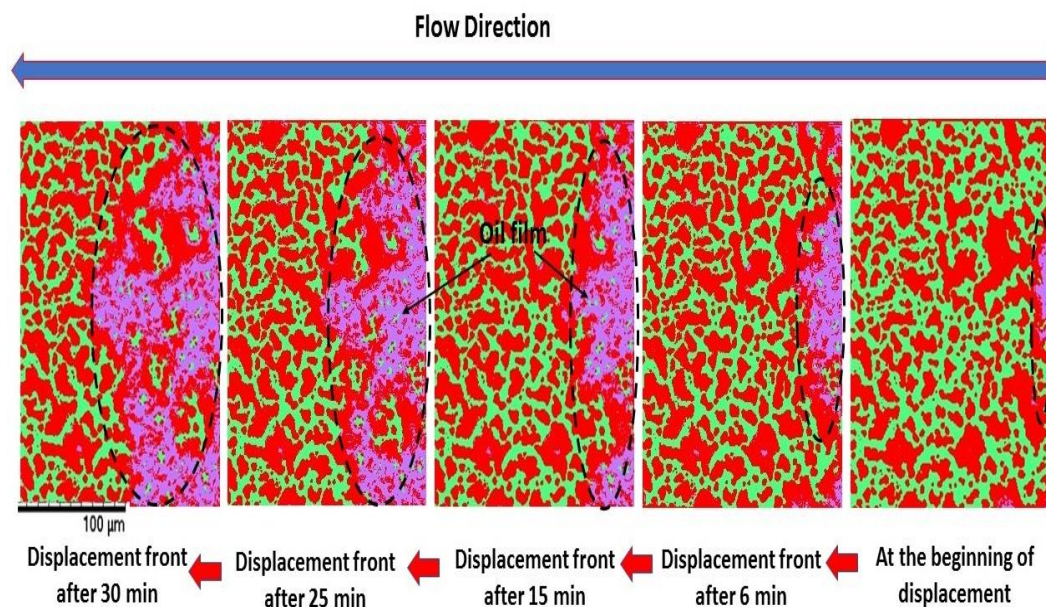 Flow Direction
Oil film
100 µm
Displacement front
after 30 min
Displacement front
after 25 min
Displacement front
after 15 min
Displacement front
after 6 min
At the beginning of
displacement